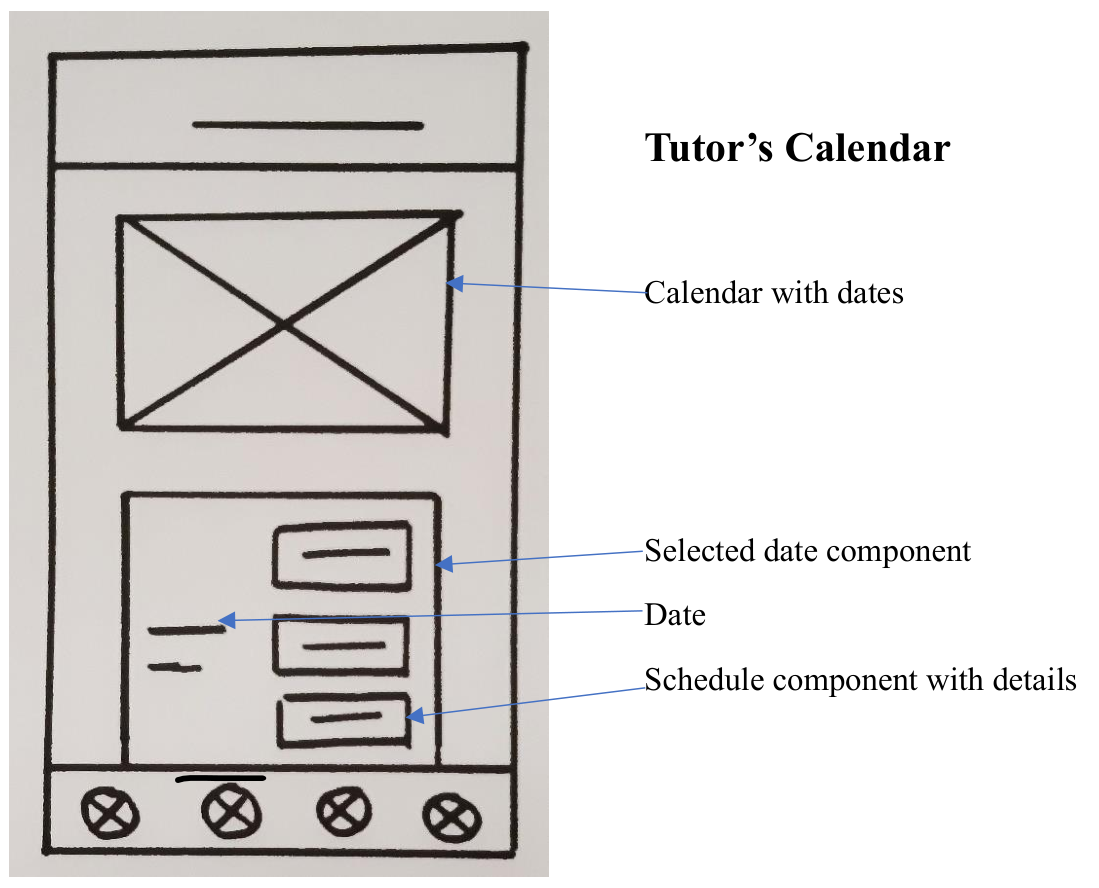 Tutor’s Calendar
Calendar with dates
Selected date component
Date
Schedule component with details